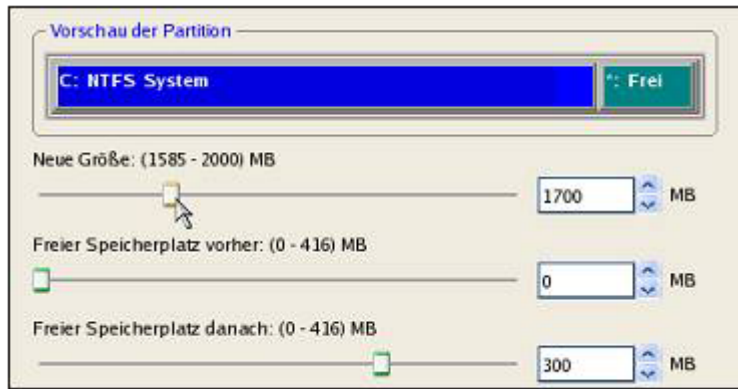 Vorschau der Partition
C: NTFS System
*: Frei
Neue Größe: (1585 - 2000) MB
1700 MB
Freier Speicherplatz vorher: (0 - 416) MB
0 MB
Freier Speicherplatz danach: (0 - 416) MB
300 MB